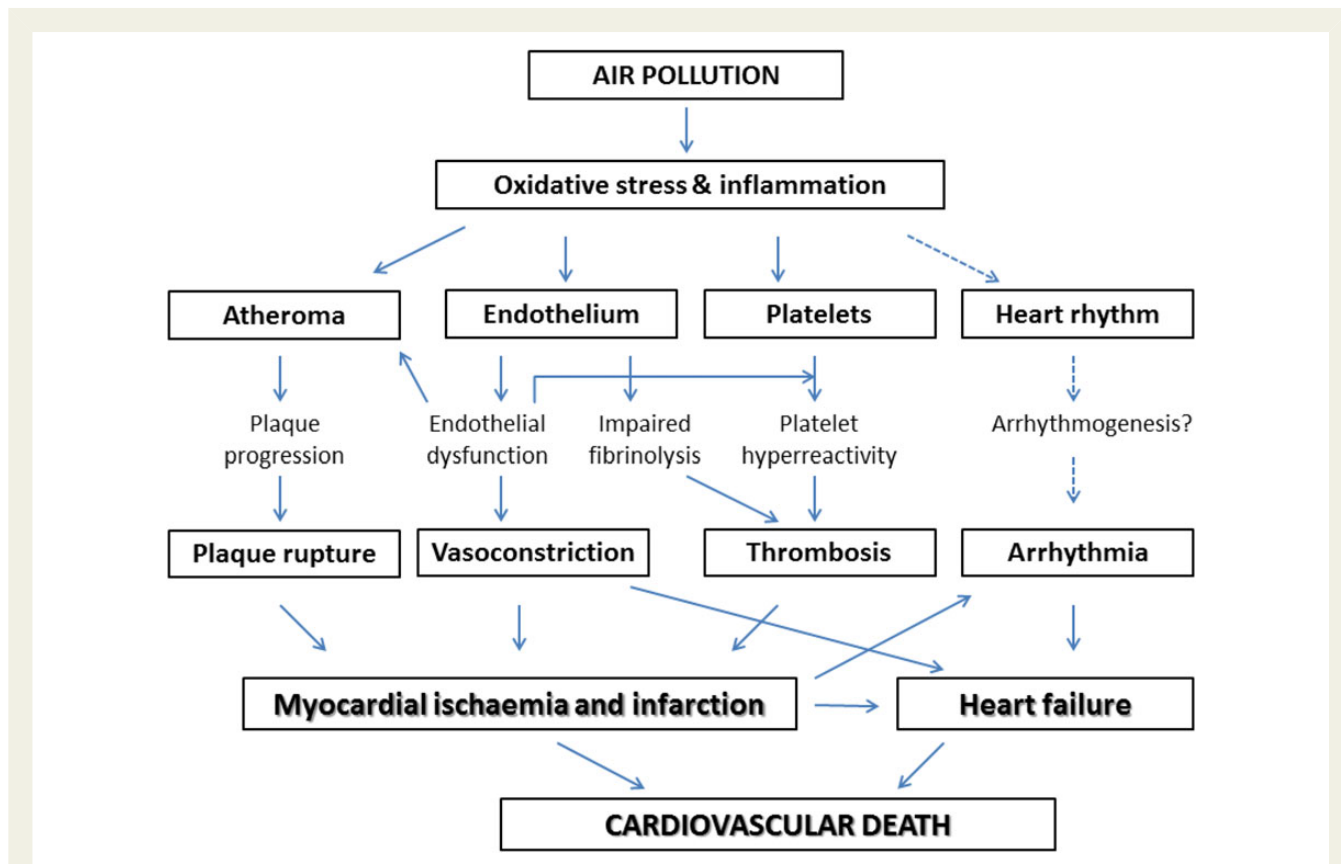 AIR POLLUTION
Oxidative stress & inflammation
Atheroma
Endothelium
Platelets
Heart rhythm
Plaque
progression
Endothelial
dysfunction
Impaired
fibrinolysis
Platelet
hyperreactivity
Arrhythmogenesis?
Plaque rupture
Vasoconstriction
Thrombosis
Arrhythmia
Myocardial ischaemia and infarction
Heart failure
CARDIOVASCULAR DEATH